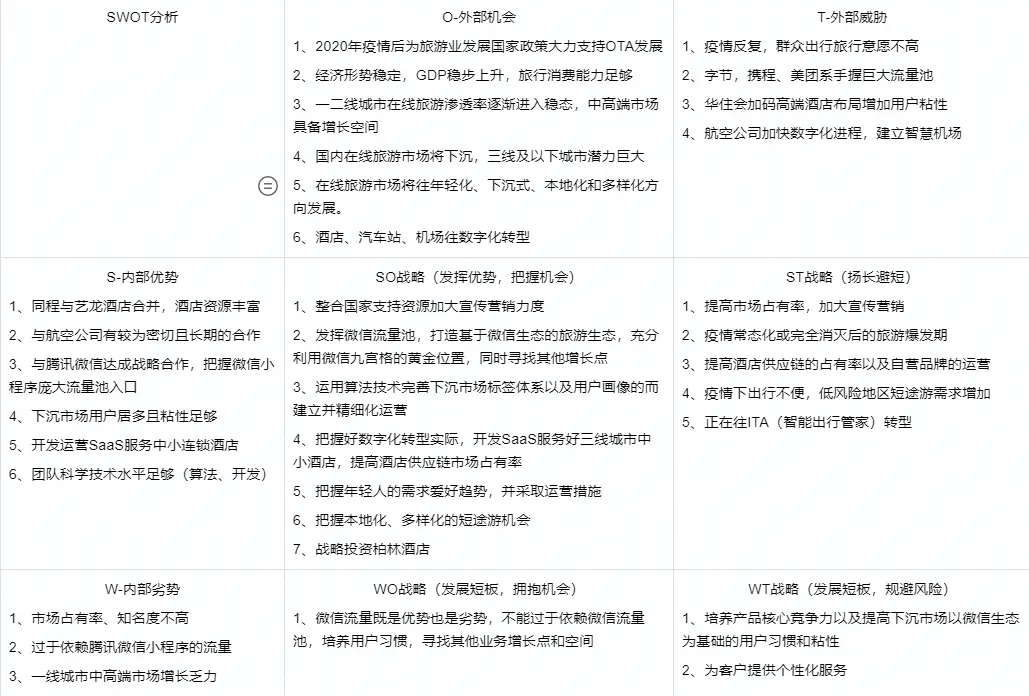 SWOT分析
O-外部机会
1、2020年疫情后为旅游业发展国家政策大力支持OTA发展
2、经济形势稳定，GDP稳步上升，旅行消费能力足够
3、一二线城市在线旅游渗透率逐渐进入稳态，中高端市场
具备增长空间
4、国内在线旅游市场将下沉，三线及以下城市潜力巨大
5、在线旅游市场将往年轻化、下沉式、本地化和多样化方
向发展。
6、酒店、汽车站、机场往数字化转型
T-外部威胁
1、疫情反复，群众出行旅行意愿不高
2、字节，携程、美团系手握巨大流量池
3、华住会加码高端酒店布局增加用户粘性
4、航空公司加快数字化进程，建立智慧机场
S-内部优势
1、同程与艺龙酒店合并，酒店资源丰富
2、与航空公司有较为密切且长期的合作
3、与腾讯微信达成战略合作，把握微信小
程序庞大流量池入口
4、下沉市场用户居多且粘性足够
5、开发运营SaaS服务中小连锁酒店
6、团队科学技术水平足够（算法、开发）
SO战略（发挥优势，把握机会）
1、整合国家支持资源加大宣传营销力度
2、发挥微信流量池，打造基于微信生态的旅游生态，充分
利用微信九宫格的黄金位置，同时寻找其他增长点
3、运用算法技术完善下沉市场标签体系以及用户画像的而
建立并精细化运营
4、把握好数字化转型实际，开发SaaS服务好三线城市中
小酒店，提高酒店供应链市场占有率
5、把握年轻人的需求爱好趋势，并采取运营措施
6、把握本地化、多样化的短途游机会
7、战略投资柏林酒店
ST战略（扬长避短）
1、提高市场占有率，加大宣传营销
2、疫情常态化或完全消灭后的旅游爆发期
3、提高酒店供应链的占有率以及自营品牌的运营
4、疫情下出行不便，低风险地区短途游需求增加
5、正在往ITA（智能出行管家）转型
W-内部劣势
1、市场占有率、知名度不高
2、过于依赖腾讯微信小程序的流量
3、一线城市中高端市场增长乏力
WO战略（发展短板，拥抱机会）
1、微信流量既是优势也是劣势，不能过于依赖微信流量
池，培养用户习惯，寻找其他业务增长点和空间
WT战略（发展短板，规避风险）
1、培养产品核心竞争力以及提高下沉市场以微信生态
为基础的用户习惯和粘性
2、为客户提供个性化服务